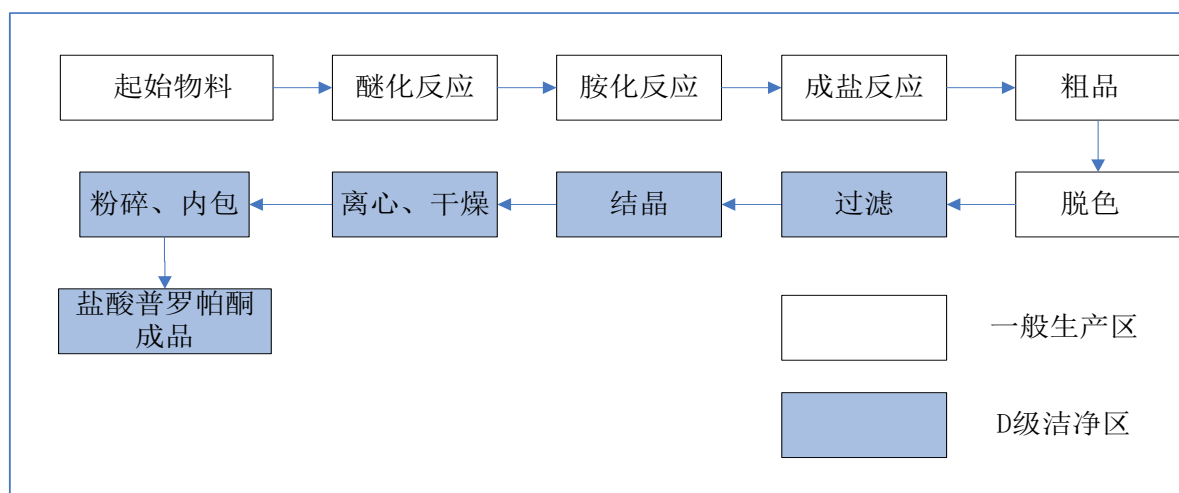 起始物料
醚化反应
胺化反应
成盐反应
粗品
粉碎、内包
离心、干燥
结晶
过滤
脱色
盐酸普罗帕酮
成品
一般生产区
D级洁净区